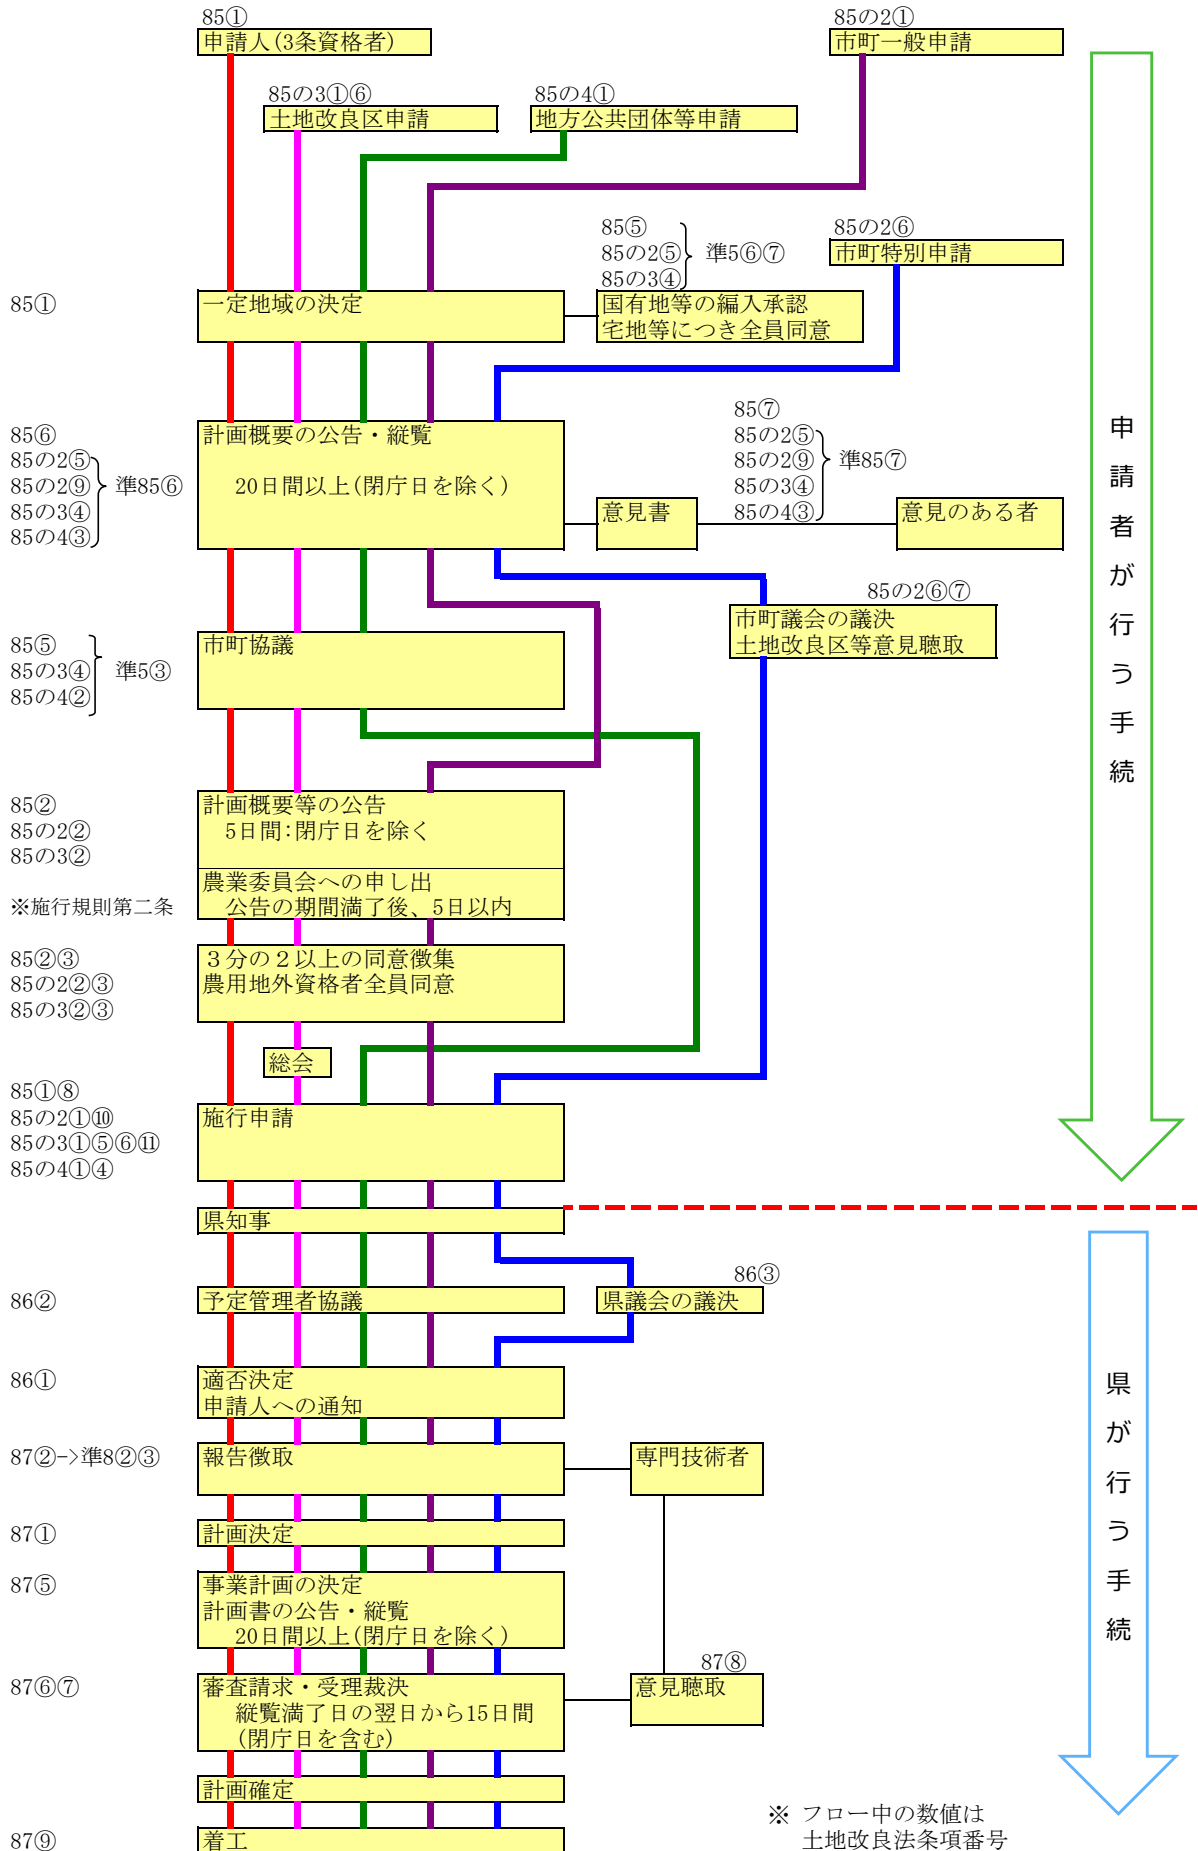 85①
申請人(3条資格者)
85の2①
市町一般申請
85の3①⑥
土地改良区申請
85の4①
地方公共団体等申請
85⑤
85の2⑤
85の3④
準5⑥⑦
85の2⑥
市町特別申請
85①
一定地域の決定
国有地等の編入承認
宅地等につき全員同意
85⑥
85の2⑤
85の2⑨
85の3④
85の4③
準85⑥
計画概要の公告・縦覧
20日間以上(閉庁日を除く)
85⑦
85の2⑤
85の2⑨
85の3④
85の4③
準85⑦
意見書
意見のある者
85の2⑥⑦
市町議会の議決
土地改良区等意見聴取
85⑤
85の3④
85の4②
準5③
市町協議
85②
85の2②
85の3②
計画概要等の公告
5日間:閉庁日を除く
※施行規則第二条
農業委員会への申し出
公告の期間満了後、5日以内
85②③
85の2②③
85の3②③
3分の2以上の同意徴集
農用地外資格者全員同意
総会
85①⑧
85の2①⑩
85の3①⑤⑥⑪
85の4①④
施行申請
申請者が行う手続
県知事
86②
予定管理者協議
86③
県議会の議決
86①
適否決定
申請人への通知
87②->準8②③
報告徴取
専門技術者
87①
計画決定
87⑤
事業計画の決定
計画書の公告・縦覧
20日間以上(閉庁日を除く)
87⑥⑦
審査請求・受理裁決
縦覧満了日の翌日から15日間
(閉庁日を含む)
87⑧
意見聴取
計画確定
87⑨
着工
県が行う手続
※ フロー中の数値は
土地改良法条項番号